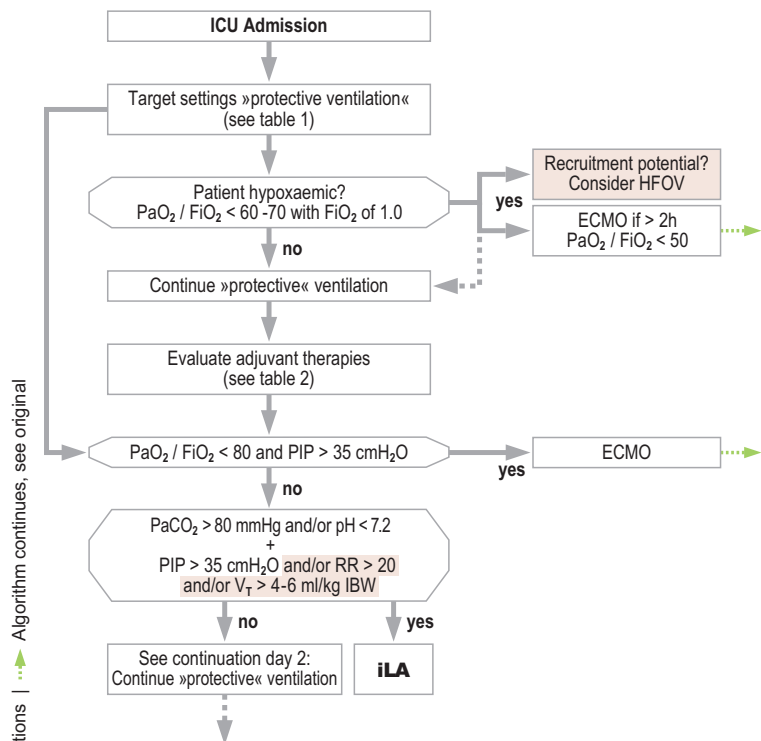 ICU Admission
Target settings »protective ventilation«
(see table 1)
Patient hypoxaemic?
PaO₂ / FiO₂ < 60 -70 with FiO₂ of 1.0
yes
Recruitment potential?
Consider HFOV
ECMO if > 2h
PaO₂ / FiO₂ < 50
no
Continue »protective« ventilation
Evaluate adjuvant therapies
(see table 2)
PaO₂ / FiO₂ < 80 and PIP > 35 cmH₂O
yes
ECMO
no
PaCO₂ > 80 mmHg and/or pH < 7.2
+
PIP > 35 cmH₂O and/or RR > 20
and/or V_T > 4-6 ml/kg IBW
no
yes
See continuation day 2:
Continue »protective« ventilation
iLA
tions | Algorithm continues, see original